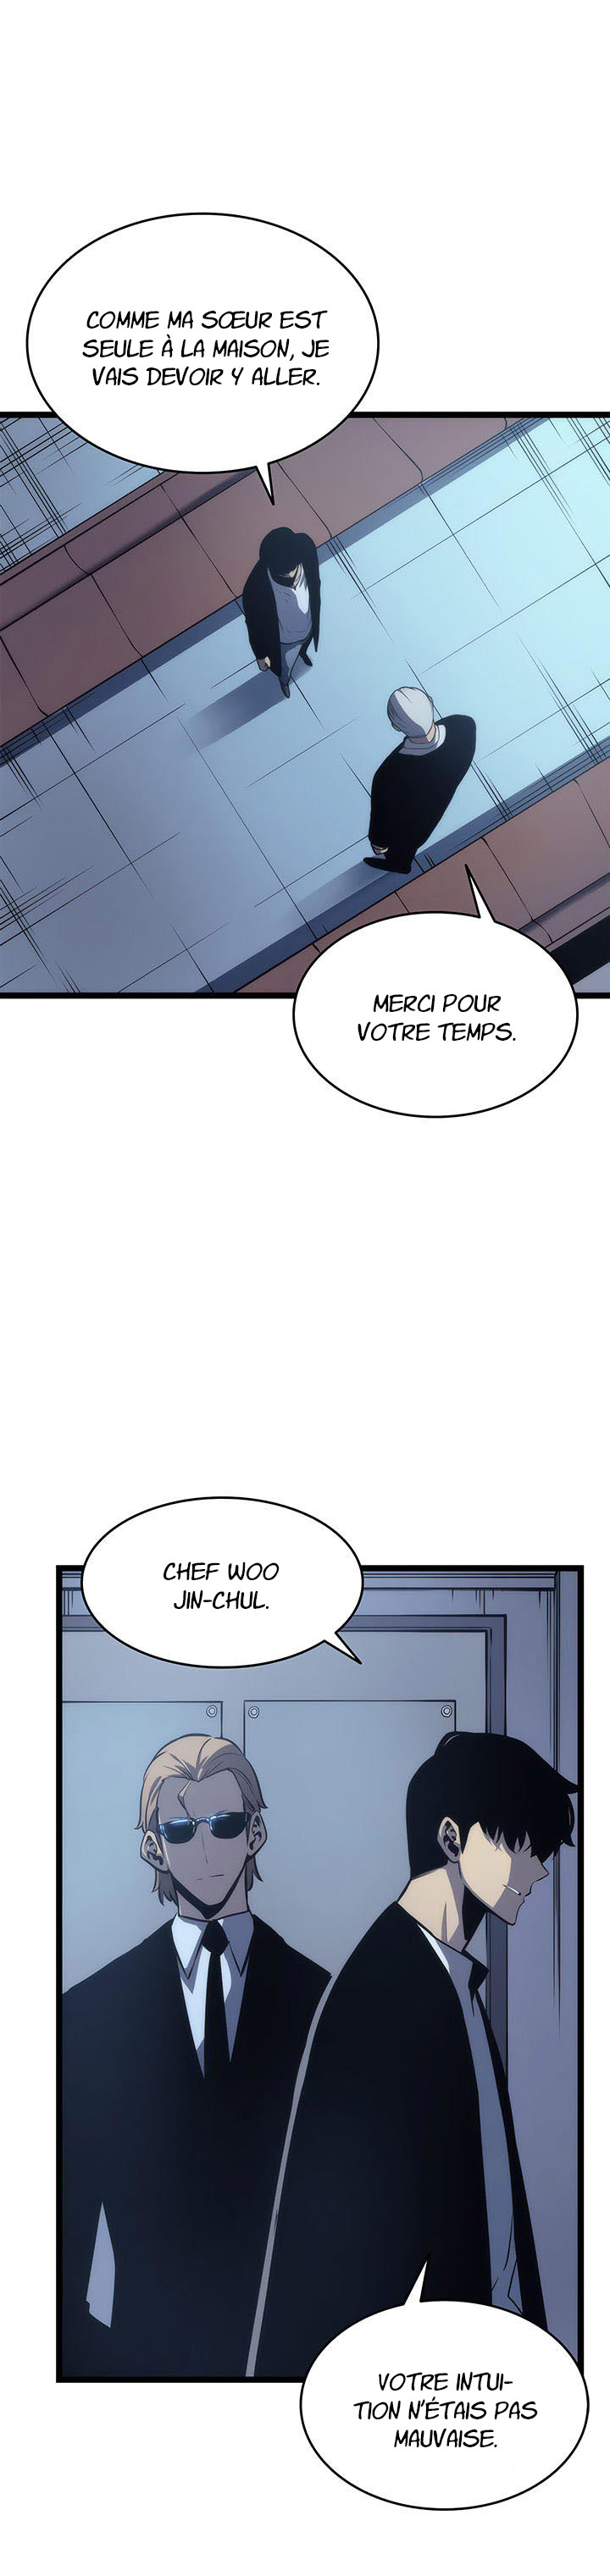 COMME MA SŒUR EST
SEULE À LA MAISON, JE
VAIS DEVOIR Y ALLER.
MERCI POUR
VOTRE TEMPS.
CHEF WOO
JIN-CHUL.
VOTRE INTUI-
TION N'ÉTAIS PAS
MAUVAISE.